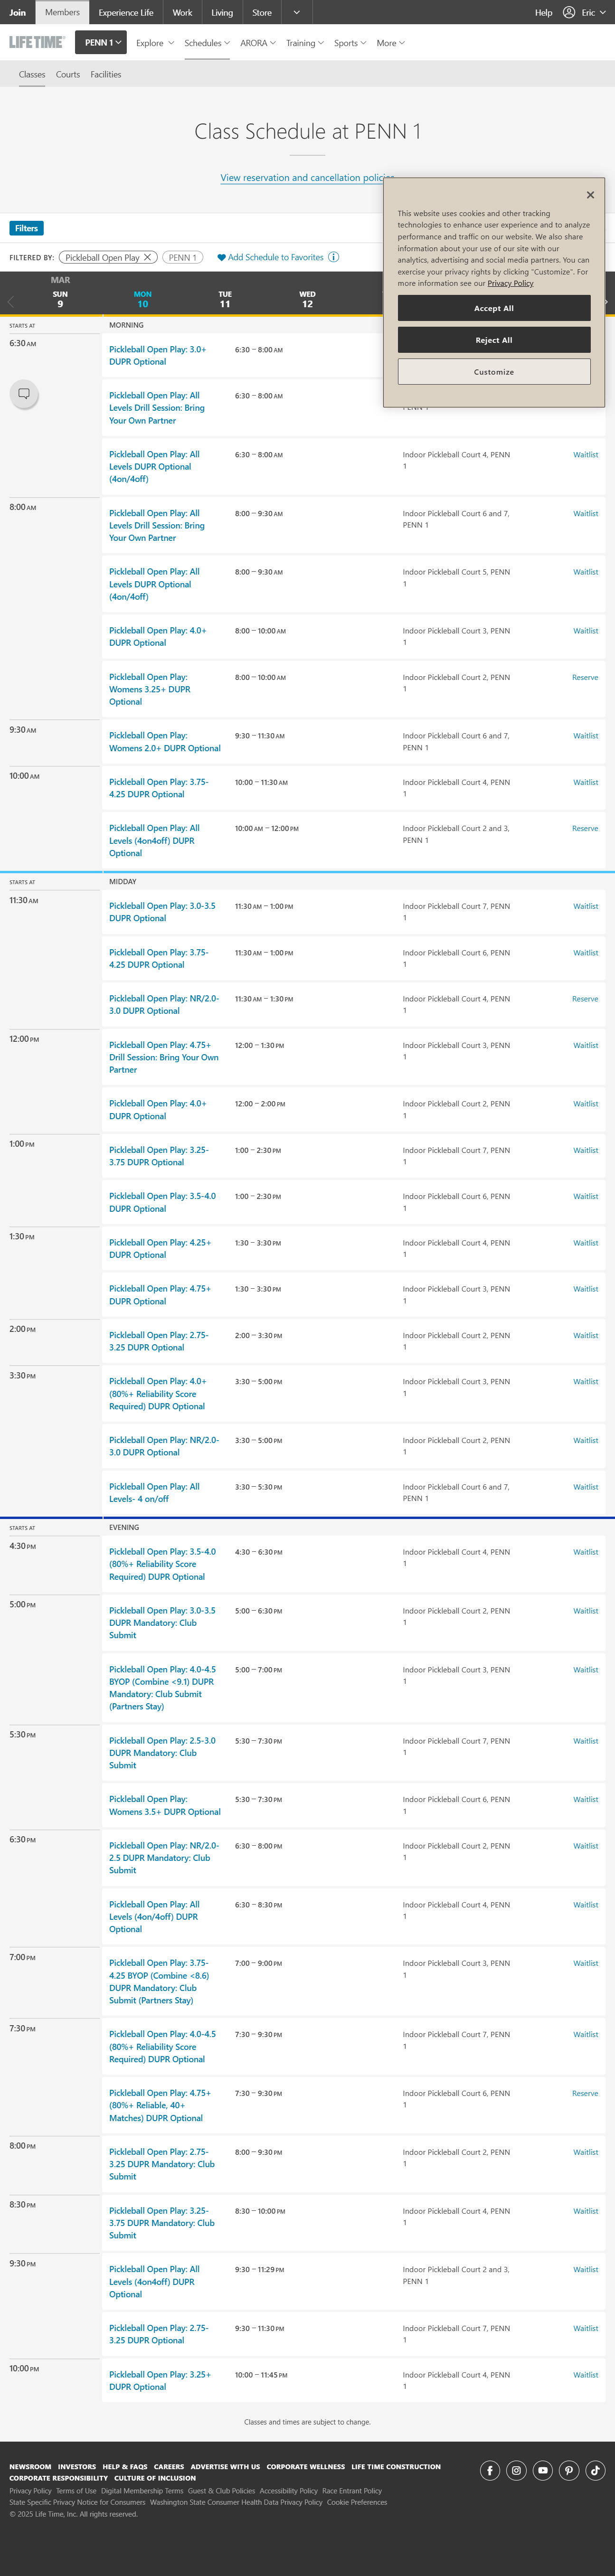 Join Members Experience Life Work Living Store Help Eric
LIFE TIME PENN 1 Explore Schedules ARORA Training Sports More
Classes Courts Facilities
Class Schedule at PENN 1
View reservation and cancellation policies
This website uses cookies and other tracking
technologies to enhance user experience and to analyze
performance and traffic on our website. We also share
information about your use of our site with our
analytics, advertising and social media partners. You can
exercise your privacy rights by clicking "Customize". For
more information see our Privacy Policy
Accept All
Reject All
Customize
Filters
FILTERED BY: Pickleball Open Play PENN 1 Add Schedule to Favorites
MAR
SUN MON TUE WED
9 10 11 12
STARTS AT MORNING
6:30 AM
Pickleball Open Play: 3.0+ 6:30 – 8:00 AM
DUPR Optional
Pickleball Open Play: All 6:30 – 8:00 AM
Levels Drill Session: Bring PENN 1
Your Own Partner
Pickleball Open Play: All 6:30 – 8:00 AM Indoor Pickleball Court 4, PENN Waitlist
Levels DUPR Optional 1
(4on/4off)
8:00 AM
Pickleball Open Play: All 8:00 – 9:30 AM Indoor Pickleball Court 6 and 7, Waitlist
Levels Drill Session: Bring PENN 1
Your Own Partner
Pickleball Open Play: All 8:00 – 9:30 AM Indoor Pickleball Court 5, PENN Waitlist
Levels DUPR Optional 1
(4on/4off)
Pickleball Open Play: 4.0+ 8:00 – 10:00 AM Indoor Pickleball Court 3, PENN Waitlist
DUPR Optional 1
Pickleball Open Play: 8:00 – 10:00 AM Indoor Pickleball Court 2, PENN Reserve
Womens 3.25+ DUPR 1
Optional
9:30 AM
Pickleball Open Play: 9:30 – 11:30 AM Indoor Pickleball Court 6 and 7, Waitlist
Womens 2.0+ DUPR Optional PENN 1
10:00 AM
Pickleball Open Play: 3.75- 10:00 – 11:30 AM Indoor Pickleball Court 4, PENN Waitlist
4.25 DUPR Optional 1
Pickleball Open Play: All 10:00 AM – 12:00 PM Indoor Pickleball Court 2 and 3, Reserve
Levels (4on4off) DUPR PENN 1
Optional
STARTS AT MIDDAY
11:30 AM
Pickleball Open Play: 3.0-3.5 11:30 AM – 1:00 PM Indoor Pickleball Court 7, PENN Waitlist
DUPR Optional 1
Pickleball Open Play: 3.75- 11:30 AM – 1:00 PM Indoor Pickleball Court 6, PENN Waitlist
4.25 DUPR Optional 1
Pickleball Open Play: NR/2.0- 11:30 AM – 1:30 PM Indoor Pickleball Court 4, PENN Reserve
3.0 DUPR Optional 1
12:00 PM
Pickleball Open Play: 4.75+ 12:00 – 1:30 PM Indoor Pickleball Court 3, PENN Waitlist
Drill Session: Bring Your Own 1
Partner
Pickleball Open Play: 4.0+ 12:00 – 2:00 PM Indoor Pickleball Court 2, PENN Waitlist
DUPR Optional 1
1:00 PM
Pickleball Open Play: 3.25- 1:00 – 2:30 PM Indoor Pickleball Court 7, PENN Waitlist
3.75 DUPR Optional 1
Pickleball Open Play: 3.5-4.0 1:00 – 2:30 PM Indoor Pickleball Court 6, PENN Waitlist
DUPR Optional 1
1:30 PM
Pickleball Open Play: 4.25+ 1:30 – 3:30 PM Indoor Pickleball Court 4, PENN Waitlist
DUPR Optional 1
Pickleball Open Play: 4.75+ 1:30 – 3:30 PM Indoor Pickleball Court 3, PENN Waitlist
DUPR Optional 1
2:00 PM
Pickleball Open Play: 2.75- 2:00 – 3:30 PM Indoor Pickleball Court 2, PENN Waitlist
3.25 DUPR Optional 1
3:30 PM
Pickleball Open Play: 4.0+ 3:30 – 5:00 PM Indoor Pickleball Court 3, PENN Waitlist
(80%+ Reliability Score 1
Required) DUPR Optional
Pickleball Open Play: NR/2.0- 3:30 – 5:00 PM Indoor Pickleball Court 2, PENN Waitlist
3.0 DUPR Optional 1
Pickleball Open Play: All 3:30 – 5:30 PM Indoor Pickleball Court 6 and 7, Waitlist
Levels- 4 on/off PENN 1
STARTS AT EVENING
4:30 PM
Pickleball Open Play: 3.5-4.0 4:30 – 6:30 PM Indoor Pickleball Court 4, PENN Waitlist
(80%+ Reliability Score 1
Required) DUPR Optional
5:00 PM
Pickleball Open Play: 3.0-3.5 5:00 – 6:30 PM Indoor Pickleball Court 2, PENN Waitlist
DUPR Mandatory: Club 1
Submit
Pickleball Open Play: 4.0-4.5 5:00 – 7:00 PM Indoor Pickleball Court 3, PENN Waitlist
BYOP (Combine <9.1) DUPR 1
Mandatory: Club Submit
(Partners Stay)
5:30 PM
Pickleball Open Play: 2.5-3.0 5:30 – 7:30 PM Indoor Pickleball Court 7, PENN Waitlist
DUPR Mandatory: Club 1
Submit
Pickleball Open Play: 5:30 – 7:30 PM Indoor Pickleball Court 6, PENN Waitlist
Womens 3.5+ DUPR Optional 1
6:30 PM
Pickleball Open Play: NR/2.0- 6:30 – 8:00 PM Indoor Pickleball Court 2, PENN Waitlist
2.5 DUPR Mandatory: Club 1
Submit
Pickleball Open Play: All 6:30 – 8:30 PM Indoor Pickleball Court 4, PENN Waitlist
Levels (4on/4off) DUPR 1
Optional
7:00 PM
Pickleball Open Play: 3.75- 7:00 – 9:00 PM Indoor Pickleball Court 3, PENN Waitlist
4.25 BYOP (Combine <8.6) 1
DUPR Mandatory: Club
Submit (Partners Stay)
7:30 PM
Pickleball Open Play: 4.0-4.5 7:30 – 9:30 PM Indoor Pickleball Court 7, PENN Waitlist
(80%+ Reliability Score 1
Required) DUPR Optional
Pickleball Open Play: 4.75+ 7:30 – 9:30 PM Indoor Pickleball Court 6, PENN Reserve
(80%+ Reliable, 40+ 1
Matches) DUPR Optional
8:00 PM
Pickleball Open Play: 2.75- 8:00 – 9:30 PM Indoor Pickleball Court 2, PENN Waitlist
3.25 DUPR Mandatory: Club 1
Submit
8:30 PM
Pickleball Open Play: 3.25- 8:30 – 10:00 PM Indoor Pickleball Court 4, PENN Waitlist
3.75 DUPR Mandatory: Club 1
Submit
9:30 PM
Pickleball Open Play: All 9:30 – 11:29 PM Indoor Pickleball Court 2 and 3, Waitlist
Levels (4on4off) DUPR PENN 1
Optional
Pickleball Open Play: 2.75- 9:30 – 11:30 PM Indoor Pickleball Court 7, PENN Waitlist
3.25 DUPR Optional 1
10:00 PM
Pickleball Open Play: 3.25+ 10:00 – 11:45 PM Indoor Pickleball Court 4, PENN Waitlist
DUPR Optional 1
Classes and times are subject to change.
NEWSROOM INVESTORS HELP & FAQS CAREERS ADVERTISE WITH US CORPORATE WELLNESS LIFE TIME CONSTRUCTION
CORPORATE RESPONSIBILITY CULTURE OF INCLUSION
Privacy Policy Terms of Use Digital Membership Terms Guest & Club Policies Accessibility Policy Race Entrant Policy
State Specific Privacy Notice for Consumers Washington State Consumer Health Data Privacy Policy Cookie Preferences
© 2025 Life Time, Inc. All rights reserved.